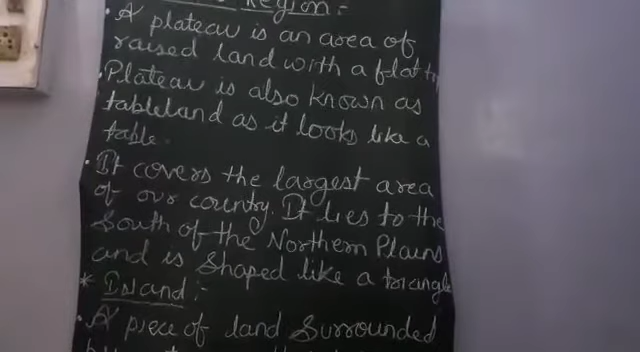 Region :-
• A plateau is an area of
raised land with a flat top
• Plateau is also known as
tableland as it looks like a
table.
• It covers the largest area
of our country. It lies to the
South of the Northern Plains
and is Shaped like a triangle
* Island :-
• A piece of land Surrounded